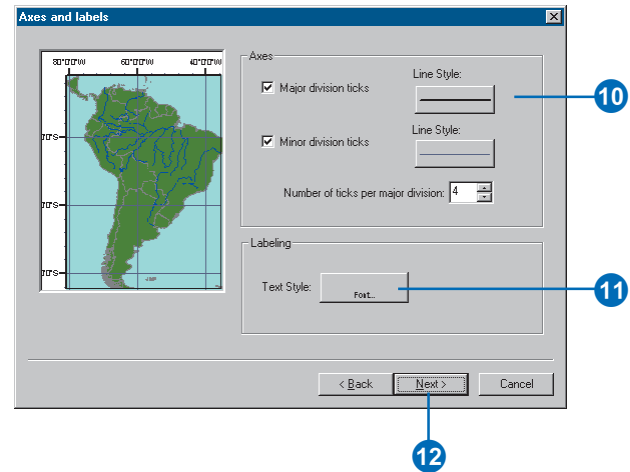 Axes and labels
80°0'0"W 60°0'0"W 40°0'0"W
Axes
Major division ticks
Line Style:
10
Minor division ticks
Line Style:
Number of ticks per major division: 4
Labeling
Text Style:
Font...
11
< Back
Next >
Cancel
12